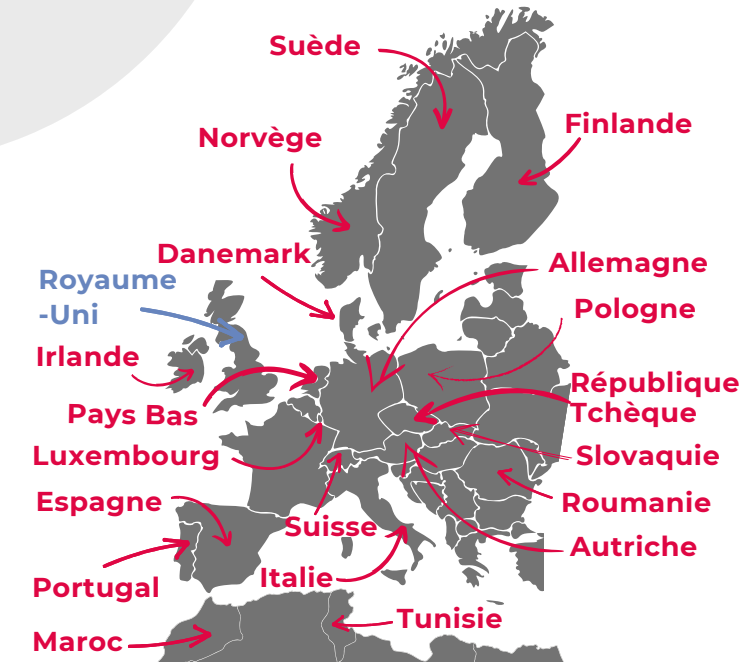 Suède
Finlande
Norvège
Danemark
Allemagne
Royaume
-Uni
Pologne
Irlande
République
Tchèque
Pays Bas
Luxembourg
Slovaquie
Espagne
Roumanie
Suisse
Autriche
Italie
Portugal
Tunisie
Maroc